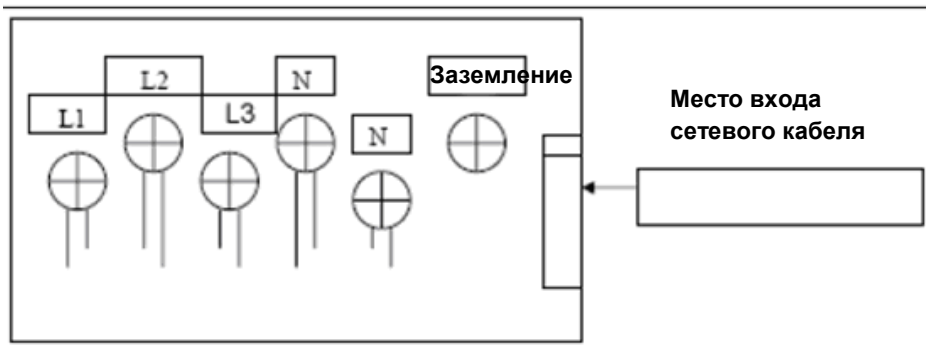 L1
L2
L3
N
N
Заземление
Место входа
сетевого кабеля